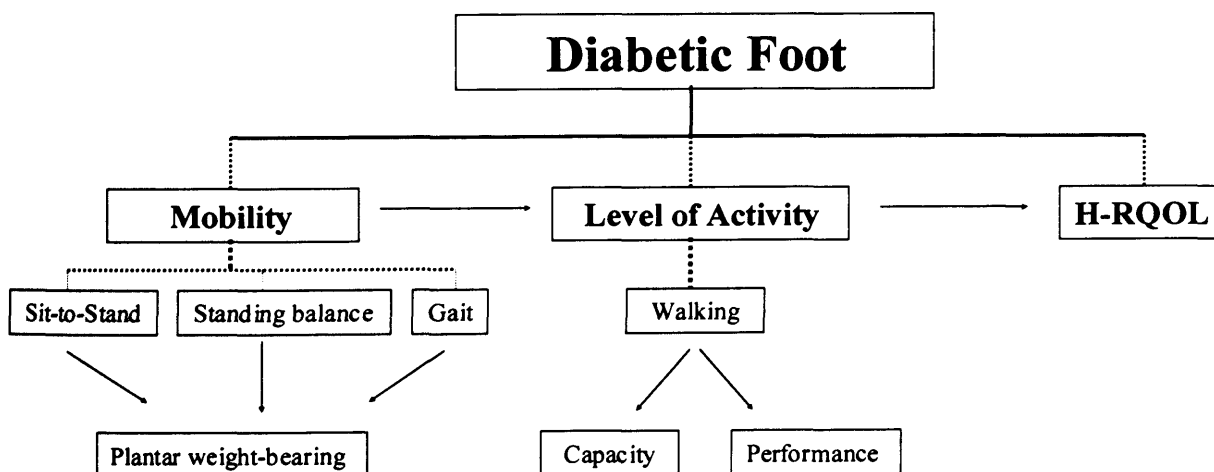 Diabetic Foot
Mobility
Level of Activity
H-RQOL
Sit-to-Stand
Standing balance
Gait
Walking
Plantar weight-bearing
Capacity
Performance